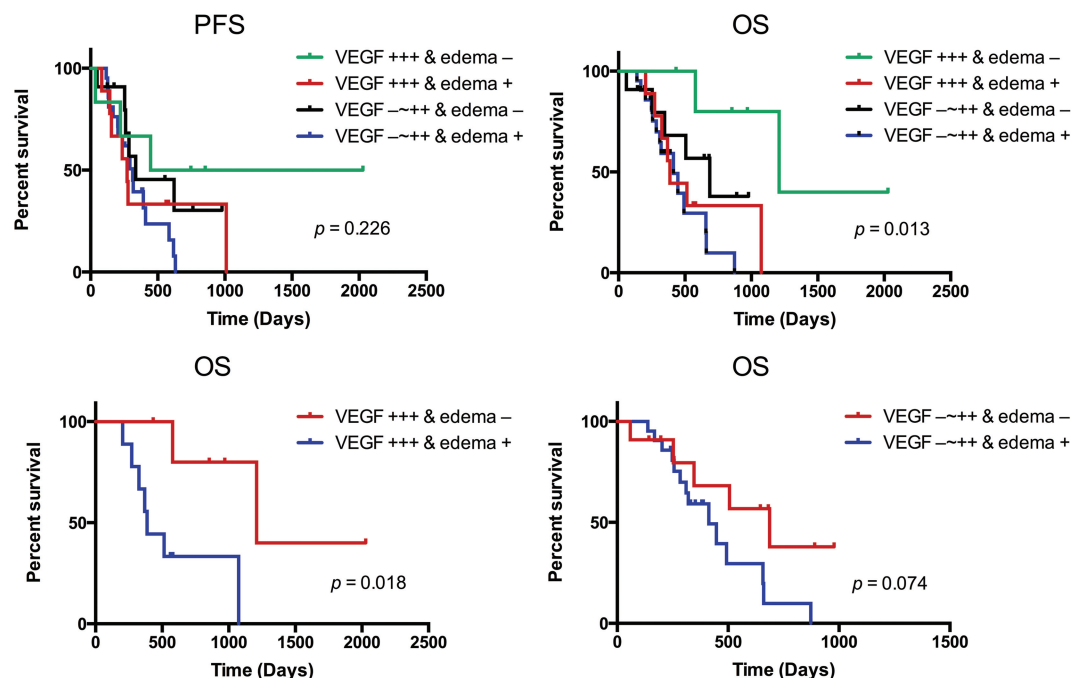 PFS
VEGF +++ & edema –
VEGF +++ & edema +
VEGF –~++ & edema –
VEGF –~++ & edema +
100
50
0
Percent survival
p = 0.226
0 500 1000 1500 2000 2500
Time (Days)
OS
VEGF +++ & edema –
VEGF +++ & edema +
VEGF –~++ & edema –
VEGF –~++ & edema +
100
50
0
Percent survival
p = 0.013
0 500 1000 1500 2000 2500
Time (Days)
OS
VEGF +++ & edema –
VEGF +++ & edema +
100
50
0
Percent survival
p = 0.018
0 500 1000 1500 2000 2500
Time (Days)
OS
VEGF –~++ & edema –
VEGF –~++ & edema +
100
50
0
Percent survival
p = 0.074
0 500 1000 1500
Time (Days)